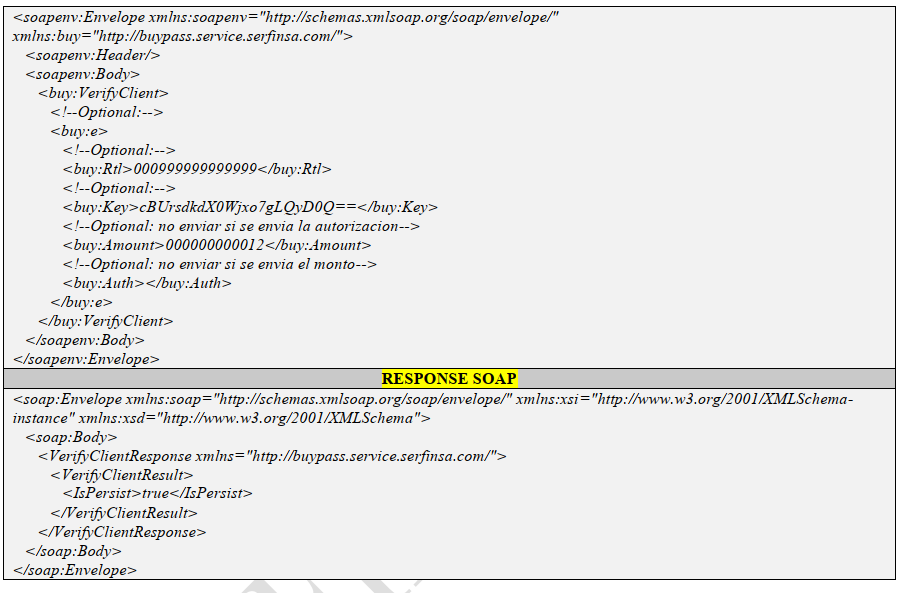 <soapenv:Envelope xmlns:soapenv="http://schemas.xmlsoap.org/soap/envelope/"
xmlns:buy="http://buypass.service.serfinsa.com/">
<soapenv:Header/>
<soapenv:Body>
<buy:VerifyClient>
<!--Optional:-->
<buy:e>
<!--Optional:-->
<buy:Rtl>000999999999999</buy:Rtl>
<!--Optional:-->
<buy:Key>cBUrsdkdX0Wjxo7gLQyD0Q==</buy:Key>
<!--Optional: no enviar si se envia la autorizacion-->
<buy:Amount>000000000012</buy:Amount>
<!--Optional: no enviar si se envia el monto-->
<buy:Auth></buy:Auth>
</buy:e>
</buy:VerifyClient>
</soapenv:Body>
</soapenv:Envelope>
RESPONSE SOAP
<soap:Envelope xmlns:soap="http://schemas.xmlsoap.org/soap/envelope/" xmlns:xsi="http://www.w3.org/2001/XMLSchema-
instance" xmlns:xsd="http://www.w3.org/2001/XMLSchema">
<soap:Body>
<VerifyClientResponse xmlns="http://buypass.service.serfinsa.com/">
<VerifyClientResult>
<IsPersist>true</IsPersist>
</VerifyClientResult>
</VerifyClientResponse>
</soap:Body>
</soap:Envelope>